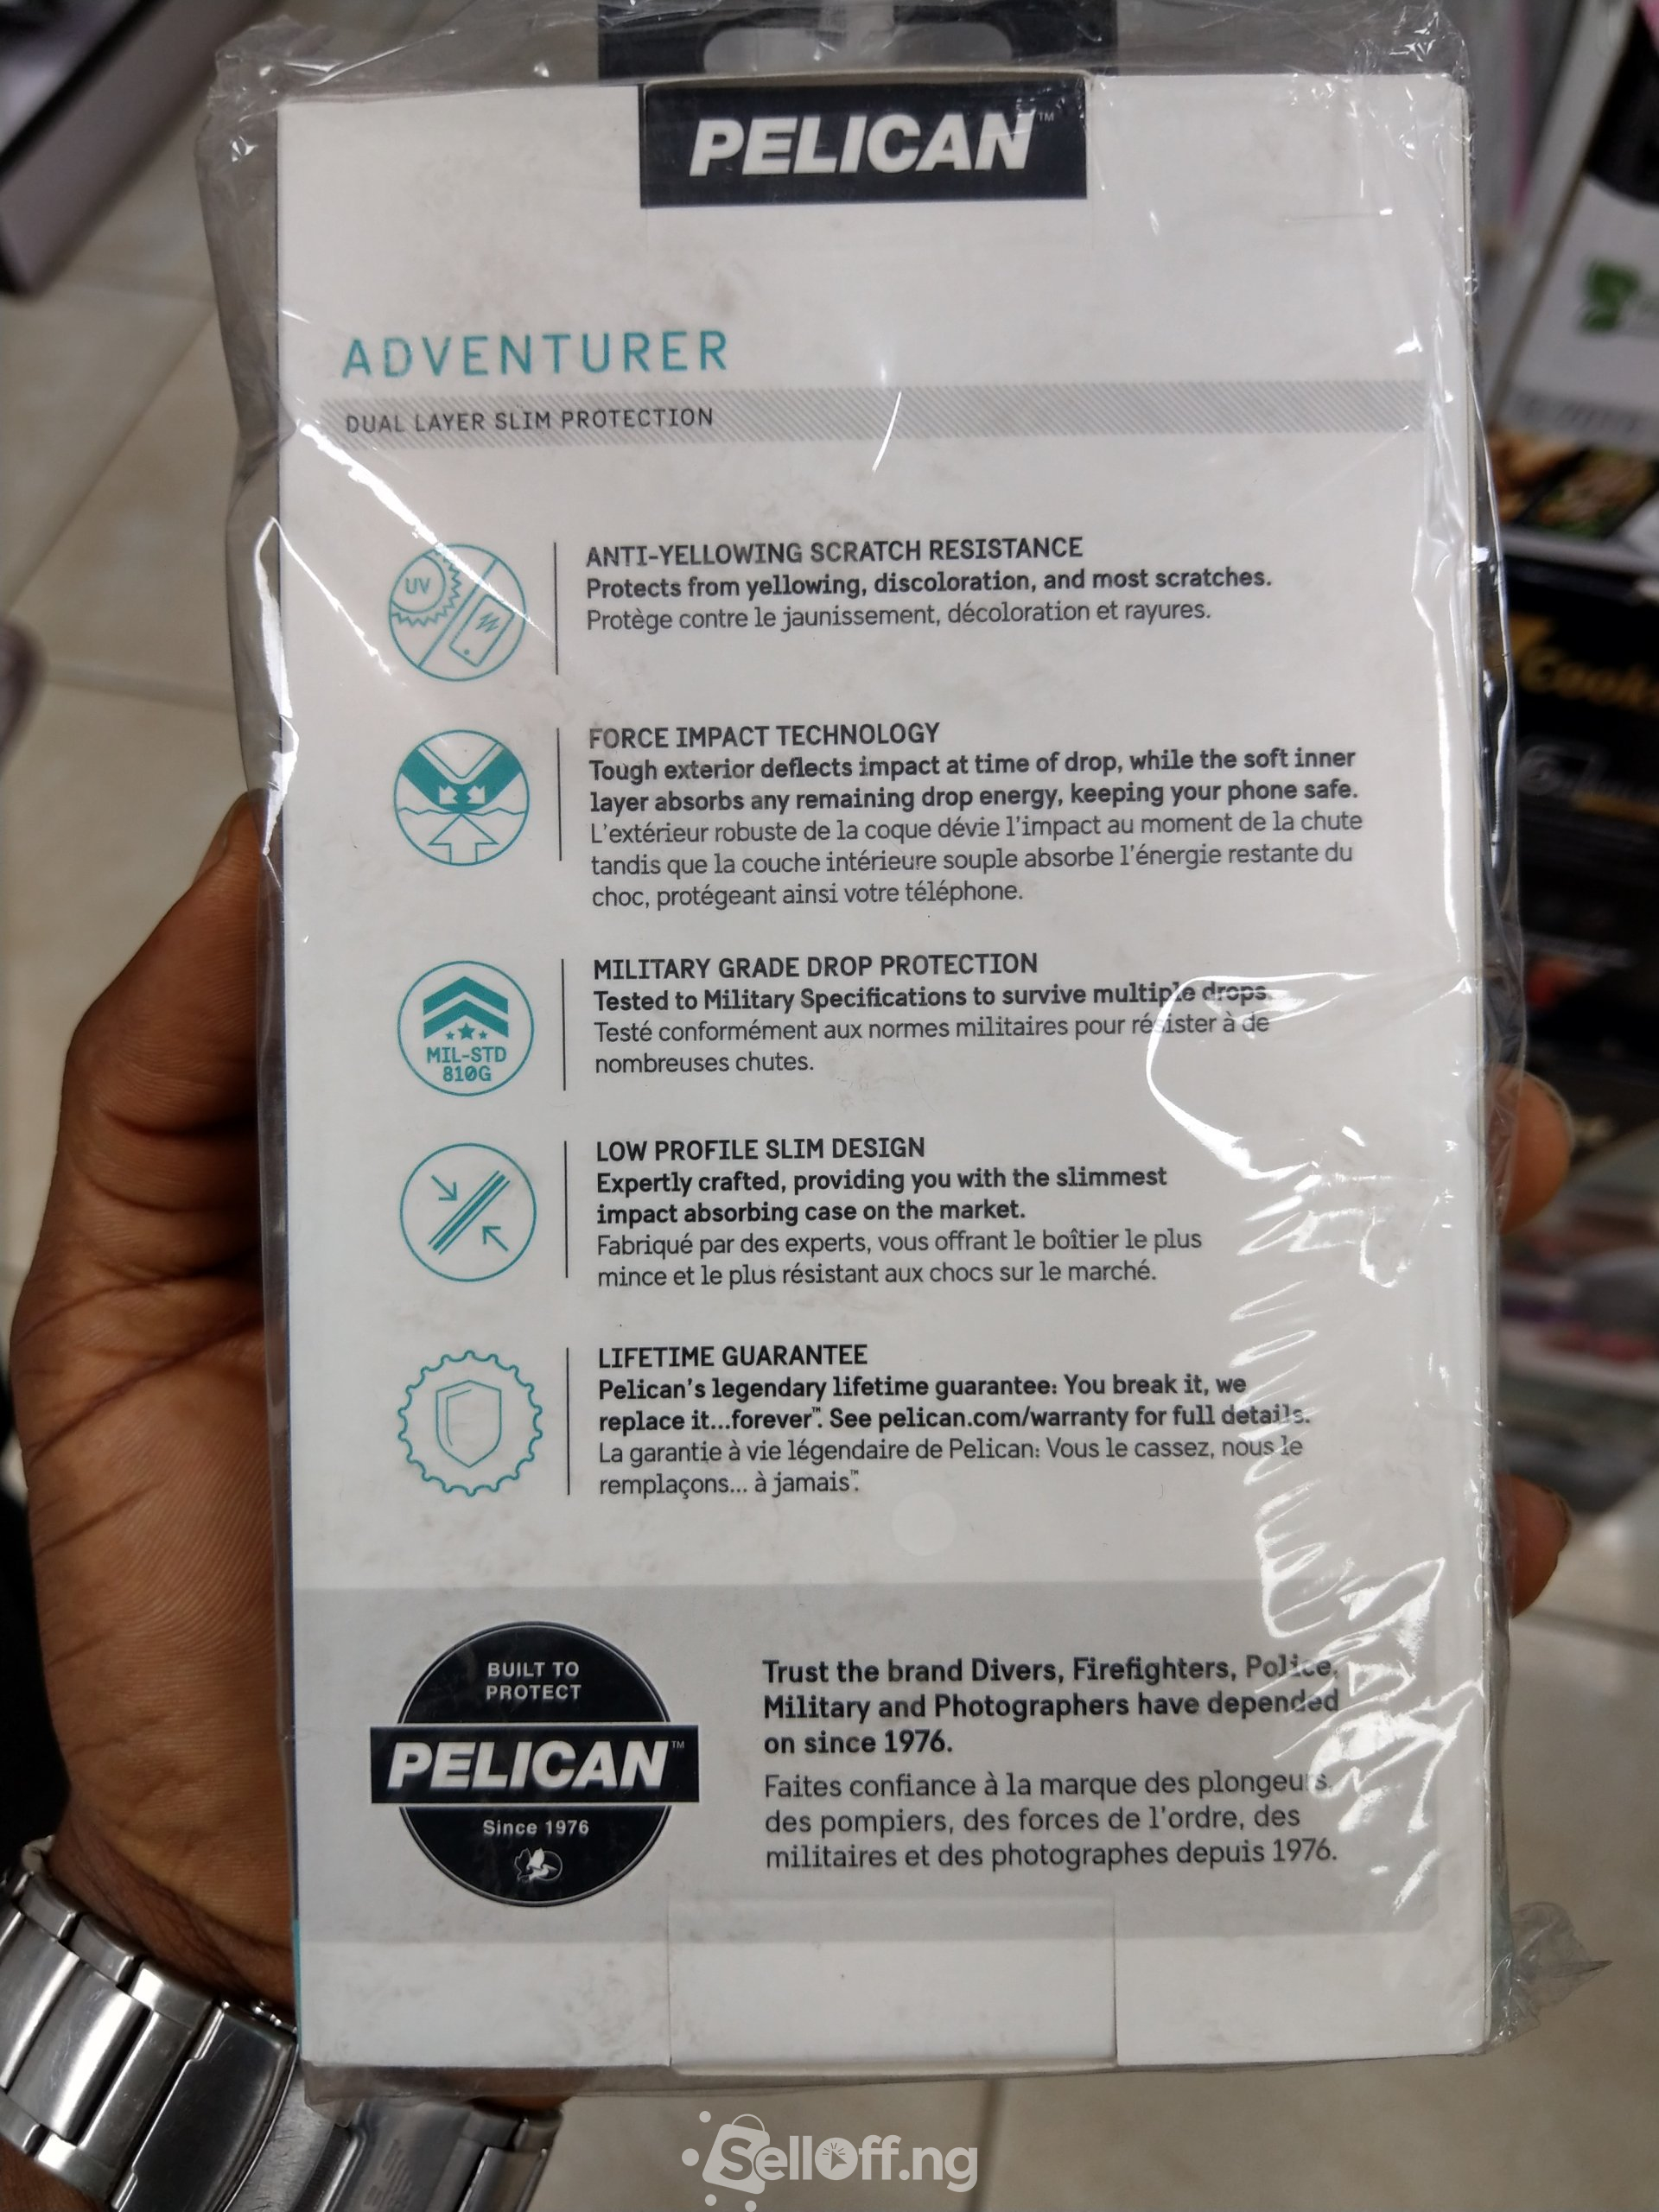 PELICAN™
ADVENTURER
DUAL LAYER SLIM PROTECTION
UV
ANTI-YELLOWING SCRATCH RESISTANCE
Protects from yellowing, discoloration, and most scratches.
Protège contre le jaunissement, décoloration et rayures.
FORCE IMPACT TECHNOLOGY
Tough exterior deflects impact at time of drop, while the soft inner
layer absorbs any remaining drop energy, keeping your phone safe.
L'extérieur robuste de la coque dévie l'impact au moment de la chute
tandis que la couche intérieure souple absorbe l'énergie restante du
choc, protégeant ainsi votre téléphone.
MIL-STD
810G
MILITARY GRADE DROP PROTECTION
Tested to Military Specifications to survive multiple drops.
Testé conformément aux normes militaires pour résister à de
nombreuses chutes.
LOW PROFILE SLIM DESIGN
Expertly crafted, providing you with the slimmest
impact absorbing case on the market.
Fabriqué par des experts, vous offrant le boîtier le plus
mince et le plus résistant aux chocs sur le marché.
LIFETIME GUARANTEE
Pelican's legendary lifetime guarantee: You break it, we
replace it...forever™. See pelican.com/warranty for full details.
La garantie à vie légendaire de Pelican: Vous le cassez, nous le
remplaçons... à jamais™.
BUILT TO
PROTECT
PELICAN™
Since 1976
Trust the brand Divers, Firefighters, Police,
Military and Photographers have depended
on since 1976.
Faites confiance à la marque des plongeurs,
des pompiers, des forces de l'ordre, des
militaires et des photographes depuis 1976.
SellOff.ng